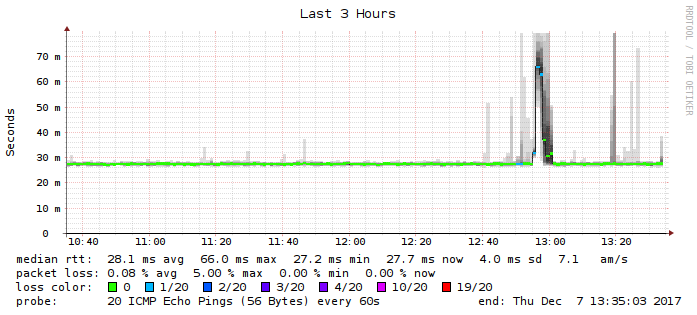 Last 3 Hours
RRDTOOL / TOBI OETIKER
Seconds
70 m
60 m
50 m
40 m
30 m
20 m
10 m
0
10:40 11:00 11:20 11:40 12:00 12:20 12:40 13:00 13:20
median rtt: 28.1 ms avg 66.0 ms max 27.2 ms min 27.7 ms now 4.0 ms sd 7.1 am/s
packet loss: 0.08 % avg 5.00 % max 0.00 % min 0.00 % now
loss color: 0 1/20 2/20 3/20 4/20 10/20 19/20
probe: 20 ICMP Echo Pings (56 Bytes) every 60s end: Thu Dec 7 13:35:03 2017